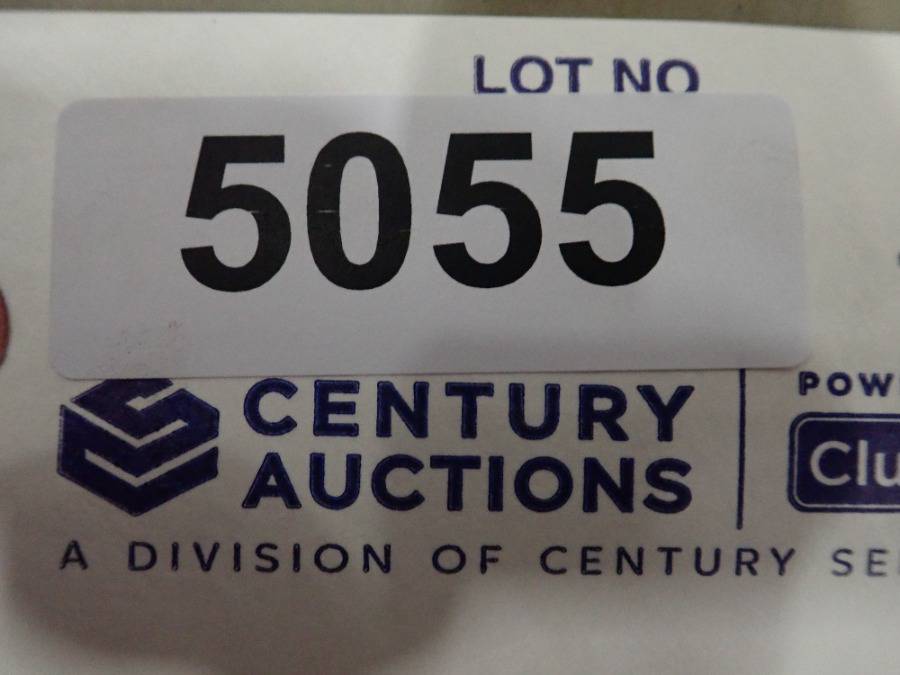 LOT NO
5055
CENTURY
AUCTIONS
A DIVISION OF CENTURY